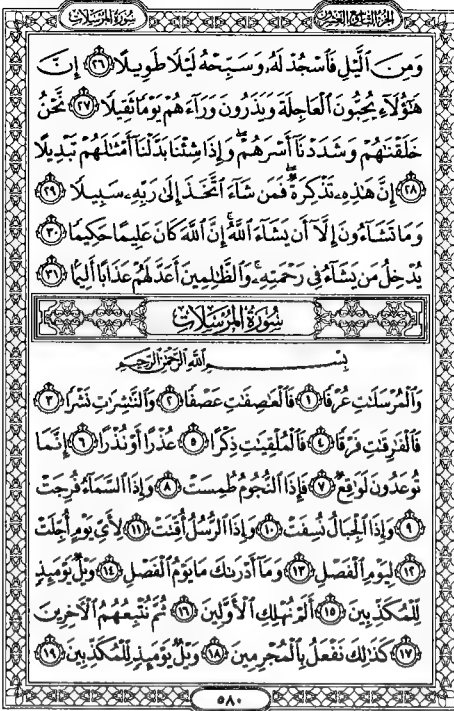 الجزء التاسع والعشرون سورة المرسلات
وَمِنَ ٱلَّيْلِ فَٱسْجُدْ لَهُۥ وَسَبِّحْهُ لَيْلًا طَوِيلًا ٢٦ إِنَّ
هَٰٓؤُلَآءِ يُحِبُّونَ ٱلْعَاجِلَةَ وَيَذَرُونَ وَرَآءَهُمْ يَوْمًا ثَقِيلًا ٢٧ نَّحْنُ
خَلَقْنَٰهُمْ وَشَدَدْنَآ أَسْرَهُمْ ۖ وَإِذَا شِئْنَا بَدَّلْنَآ أَمْثَٰلَهُمْ تَبْدِيلًا
٢٨ إِنَّ هَٰذِهِۦ تَذْكِرَةٌ ۖ فَمَن شَآءَ ٱتَّخَذَ إِلَىٰ رَبِّهِۦ سَبِيلًا ٢٩
وَمَا تَشَآءُونَ إِلَّآ أَن يَشَآءَ ٱللَّهُ ۚ إِنَّ ٱللَّهَ كَانَ عَلِيمًا حَكِيمًا ٣٠
يُدْخِلُ مَن يَشَآءُ فِى رَحْمَتِهِۦ ۚ وَٱلظَّٰلِمِينَ أَعَدَّ لَهُمْ عَذَابًا أَلِيمًۢا ٣١
سورة المرسلات
بِسْمِ ٱللَّهِ ٱلرَّحْمَٰنِ ٱلرَّحِيمِ
وَٱلْمُرْسَلَٰتِ عُرْفًا ١ فَٱلْعَٰصِفَٰتِ عَصْفًا ٢ وَٱلنَّٰشِرَٰتِ نَشْرًا ٣
فَٱلْفَٰرِقَٰتِ فَرْقًا ٤ فَٱلْمُلْقِيَٰتِ ذِكْرًا ٥ عُذْرًا أَوْ نُذْرًا ٦ إِنَّمَا
تُوعَدُونَ لَوَٰقِعٌ ٧ فَإِذَا ٱلنُّجُومُ طُمِسَتْ ٨ وَإِذَا ٱلسَّمَآءُ فُرِجَتْ
٩ وَإِذَا ٱلْجِبَالُ نُسِفَتْ ١٠ وَإِذَا ٱلرُّسُلُ أُقِّتَتْ ١١ لِأَىِّ يَوْمٍ أُجِّلَتْ
١٢ لِيَوْمِ ٱلْفَصْلِ ١٣ وَمَآ أَدْرَىٰكَ مَا يَوْمُ ٱلْفَصْلِ ١٤ وَيْلٌ يَوْمَئِذٍ
لِّلْمُكَذِّبِينَ ١٥ أَلَمْ نُهْلِكِ ٱلْأَوَّلِينَ ١٦ ثُمَّ نُتْبِعُهُمُ ٱلْءَاخِرِينَ
١٧ كَذَٰلِكَ نَفْعَلُ بِٱلْمُجْرِمِينَ ١٨ وَيْلٌ يَوْمَئِذٍ لِّلْمُكَذِّبِينَ ١٩
٥٨٠